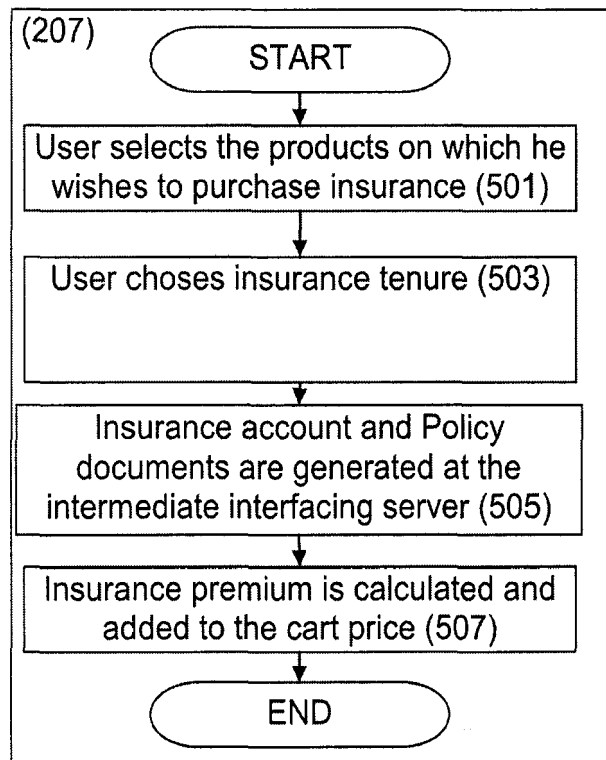 (207)
START
User selects the products on which he
wishes to purchase insurance (501)
User choses insurance tenure (503)
Insurance account and Policy
documents are generated at the
intermediate interfacing server (505)
Insurance premium is calculated and
added to the cart price (507)
END